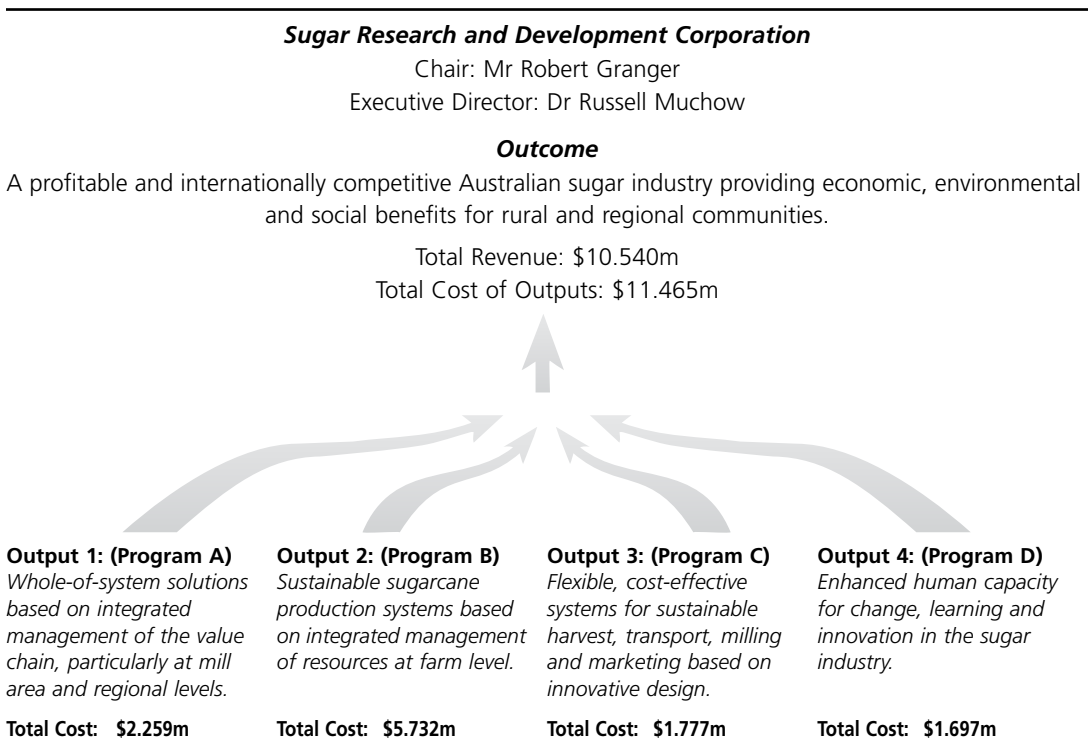 Sugar Research and Development Corporation
Chair: Mr Robert Granger
Executive Director: Dr Russell Muchow
Outcome
A profitable and internationally competitive Australian sugar industry providing economic, environmental
and social benefits for rural and regional communities.
Total Revenue: $10.540m
Total Cost of Outputs: $11.465m
Output 1: (Program A)
Whole-of-system solutions
based on integrated
management of the value
chain, particularly at mill
area and regional levels.
Total Cost: $2.259m
Output 2: (Program B)
Sustainable sugarcane
production systems based
on integrated management
of resources at farm level.
Total Cost: $5.732m
Output 3: (Program C)
Flexible, cost-effective
systems for sustainable
harvest, transport, milling
and marketing based on
innovative design.
Total Cost: $1.777m
Output 4: (Program D)
Enhanced human capacity
for change, learning and
innovation in the sugar
industry.
Total Cost: $1.697m